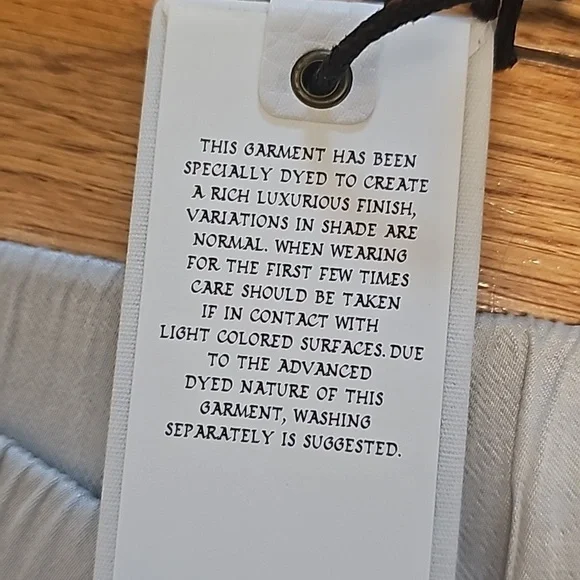 THIS GARMENT HAS BEEN
SPECIALLY DYED TO CREATE
A RICH LUXURIOUS FINISH,
VARIATIONS IN SHADE ARE
NORMAL. WHEN WEARING
FOR THE FIRST FEW TIMES
CARE SHOULD BE TAKEN
IF IN CONTACT WITH
LIGHT COLORED SURFACES. DUE
TO THE ADVANCED
DYED NATURE OF THIS
GARMENT, WASHING
SEPARATELY IS SUGGESTED.